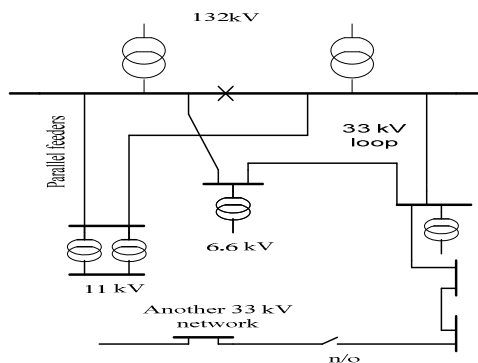 132kV
Parallel feeders
33 kV
loop
6.6 kV
11 kV
Another 33 kV
network
n/o